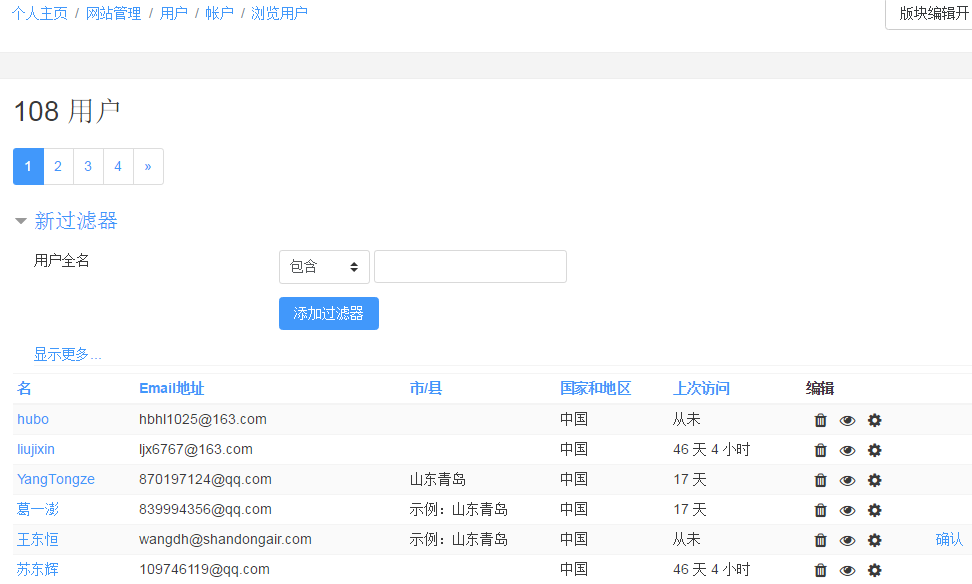 个人主页 / 网站管理 / 用户 / 帐户 / 浏览用户
版块编辑开
108 用户
1 2 3 4 »
新过滤器
用户全名 包含
添加过滤器
显示更多...
名 Email地址 市/县 国家和地区 上次访问 编辑
hubo hbhl1025@163.com 中国 从未
liujixin ljx6767@163.com 中国 46 天 4 小时
YangTongze 870197124@qq.com 山东青岛 中国 17 天
葛一澎 839994356@qq.com 示例：山东青岛 中国 17 天
王东恒 wangdh@shandongair.com 示例：山东青岛 中国 从未 确认
苏东辉 109746119@qq.com 中国 46 天 4 小时